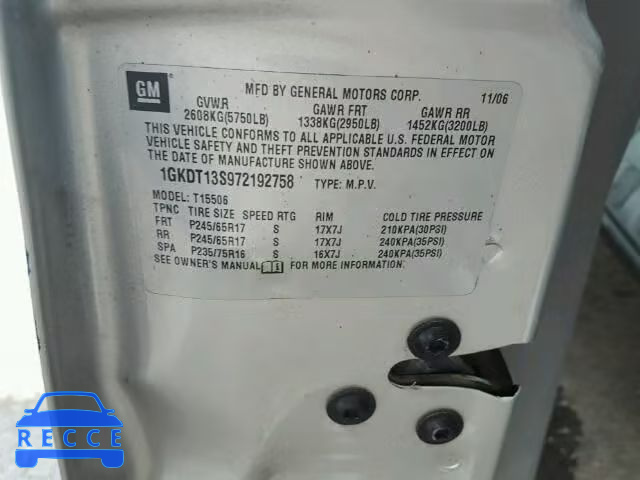 GM
MFD BY GENERAL MOTORS CORP. 11/06
GVWR GAWR FRT GAWR RR
2608KG(5750LB) 1338KG(2950LB) 1452KG(3200LB)
THIS VEHICLE CONFORMS TO ALL APPLICABLE U.S. FEDERAL MOTOR
VEHICLE SAFETY AND THEFT PREVENTION STANDARDS IN EFFECT ON
THE DATE OF MANUFACTURE SHOWN ABOVE.
1GKDT13S972192758 TYPE: M.P.V.
MODEL: T15506
TPNC TIRE SIZE SPEED RTG RIM COLD TIRE PRESSURE
FRT P245/65R17 S 17X7J 210KPA(30PSI)
RR P245/65R17 S 17X7J 240KPA(35PSI)
SPA P235/75R16 S 16X7J 240KPA(35PSI)
SEE OWNER'S MANUAL FOR MORE INFORMATION.
RECCE